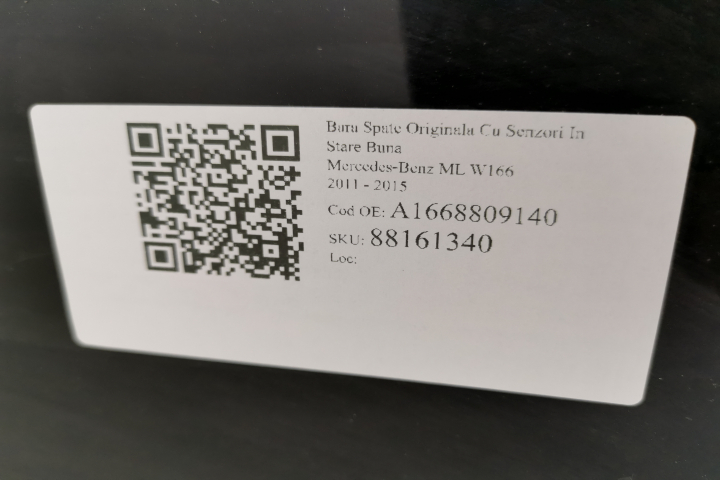 Bara Spate Originala Cu Senzori In
Stare Buna
Mercedes-Benz ML W166
2011 - 2015
Cod OE: A1668809140
SKU: 88161340
Loc: